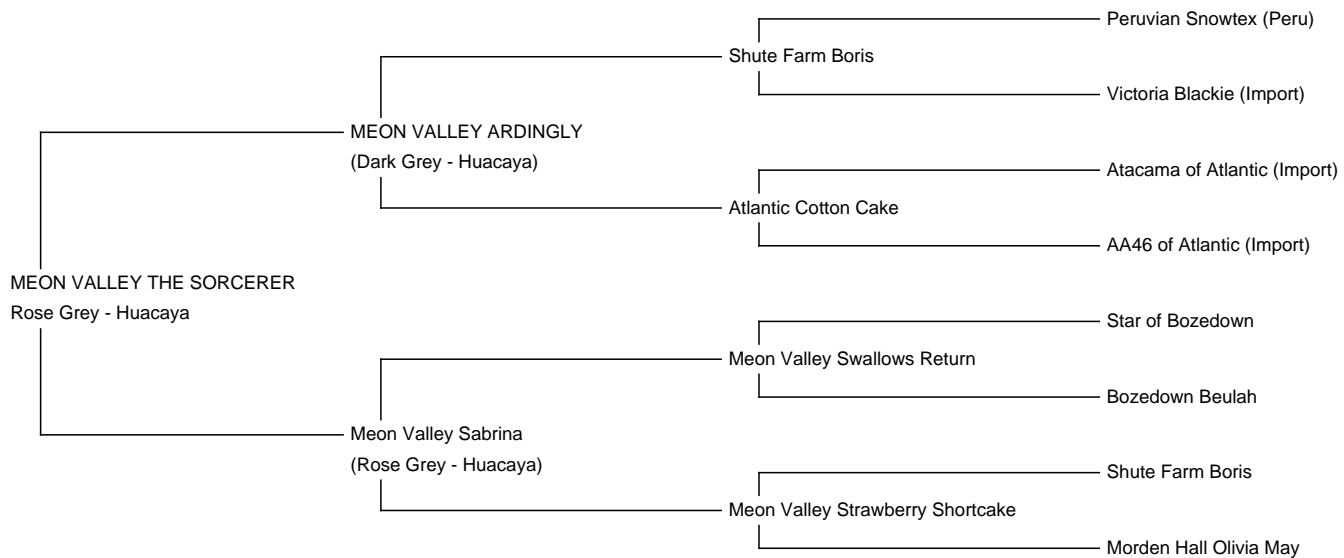 Peruvian Snowtex (Peru)
Shute Farm Boris
Victoria Blackie (Import)
MEON VALLEY ARDINGLY
(Dark Grey - Huacaya)
Atacama of Atlantic (Import)
Atlantic Cotton Cake
AA46 of Atlantic (Import)
MEON VALLEY THE SORCERER
Rose Grey - Huacaya
Star of Bozedown
Meon Valley Swallows Return
Bozedown Beulah
Meon Valley Sabrina
(Rose Grey - Huacaya)
Shute Farm Boris
Meon Valley Strawberry Shortcake
Morden Hall Olivia May